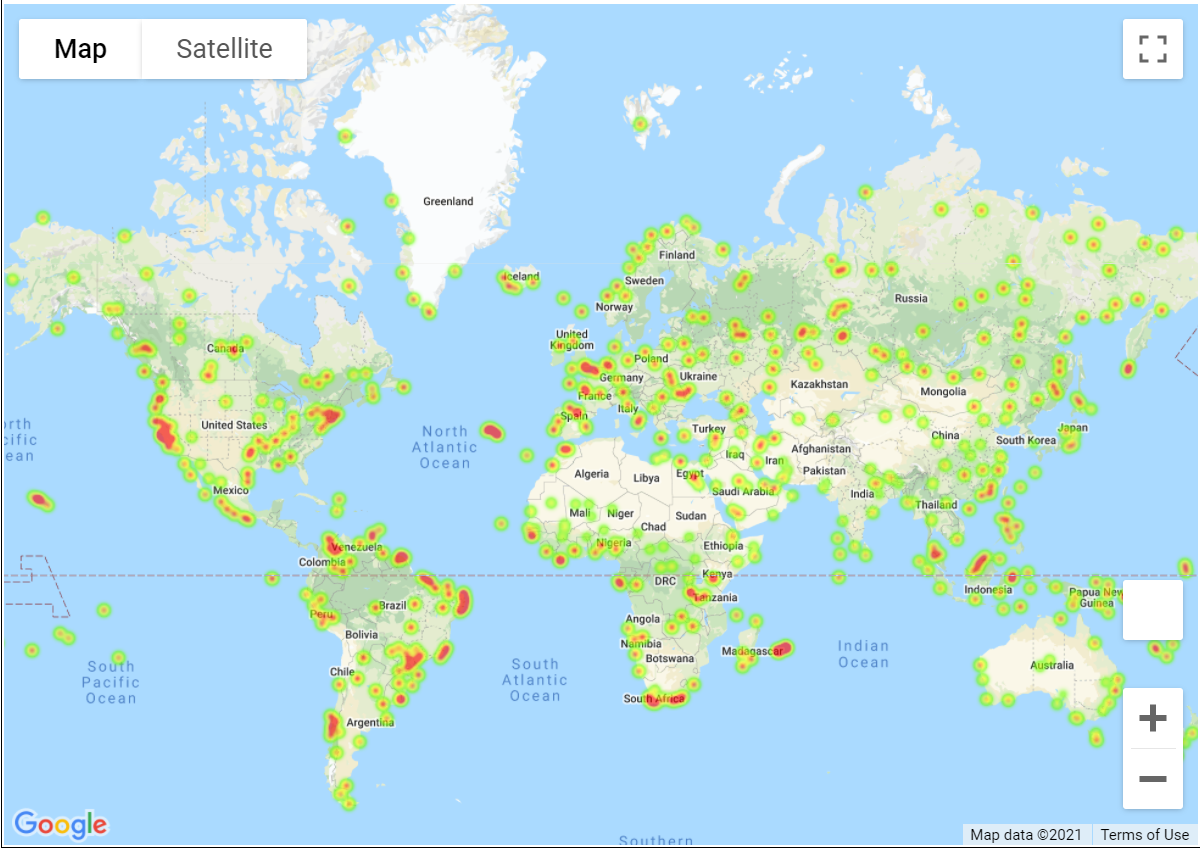 Map
Satellite
Greenland
Iceland
Finland
Sweden
Norway
Russia
United
Kingdom
Canada
Poland
Germany
Ukraine
Kazakhstan
Mongolia
France
Italy
Spain
United States
North
Atlantic
Ocean
orth
cific
ean
Turkey
China
Japan
South Korea
Iraq
Iran
Afghanistan
Pakistan
Algeria
Libya
Egypt
Saudi Arabia
India
Mexico
Mali
Niger
Chad
Sudan
Thailand
Nigeria
Ethiopia
Venezuela
Colombia
DRC
Kenya
Tanzania
Indonesia
Papua New
Guinea
Brazil
Peru
Angola
Bolivia
Namibia
Botswana
Madagascar
Indian
Ocean
South
Pacific
Ocean
South
Atlantic
Ocean
Chile
Australia
South Africa
Argentina
Southern
Google
Map data ©2021
Terms of Use